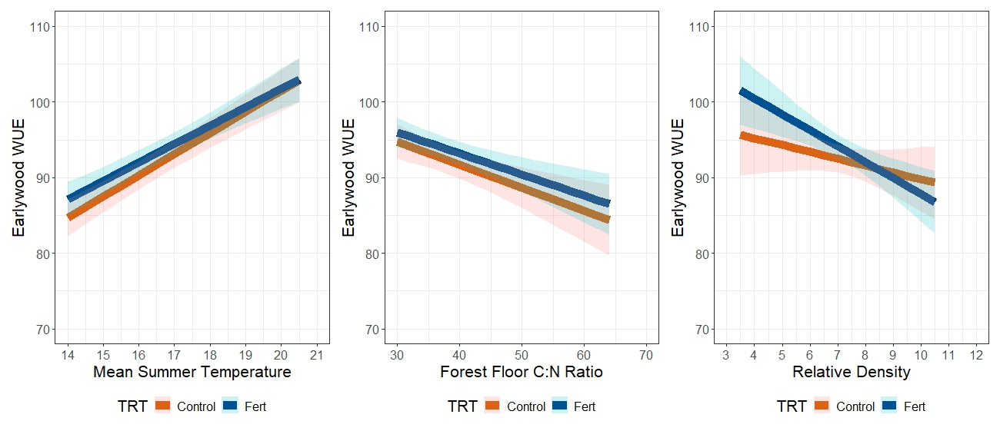 Earlywood WUE
110
100
90
80
70
14 15 16 17 18 19 20 21
Mean Summer Temperature
TRT Control Fert
Earlywood WUE
110
100
90
80
70
30 40 50 60 70
Forest Floor C:N Ratio
TRT Control Fert
Earlywood WUE
110
100
90
80
70
3 4 5 6 7 8 9 10 11 12
Relative Density
TRT Control Fert